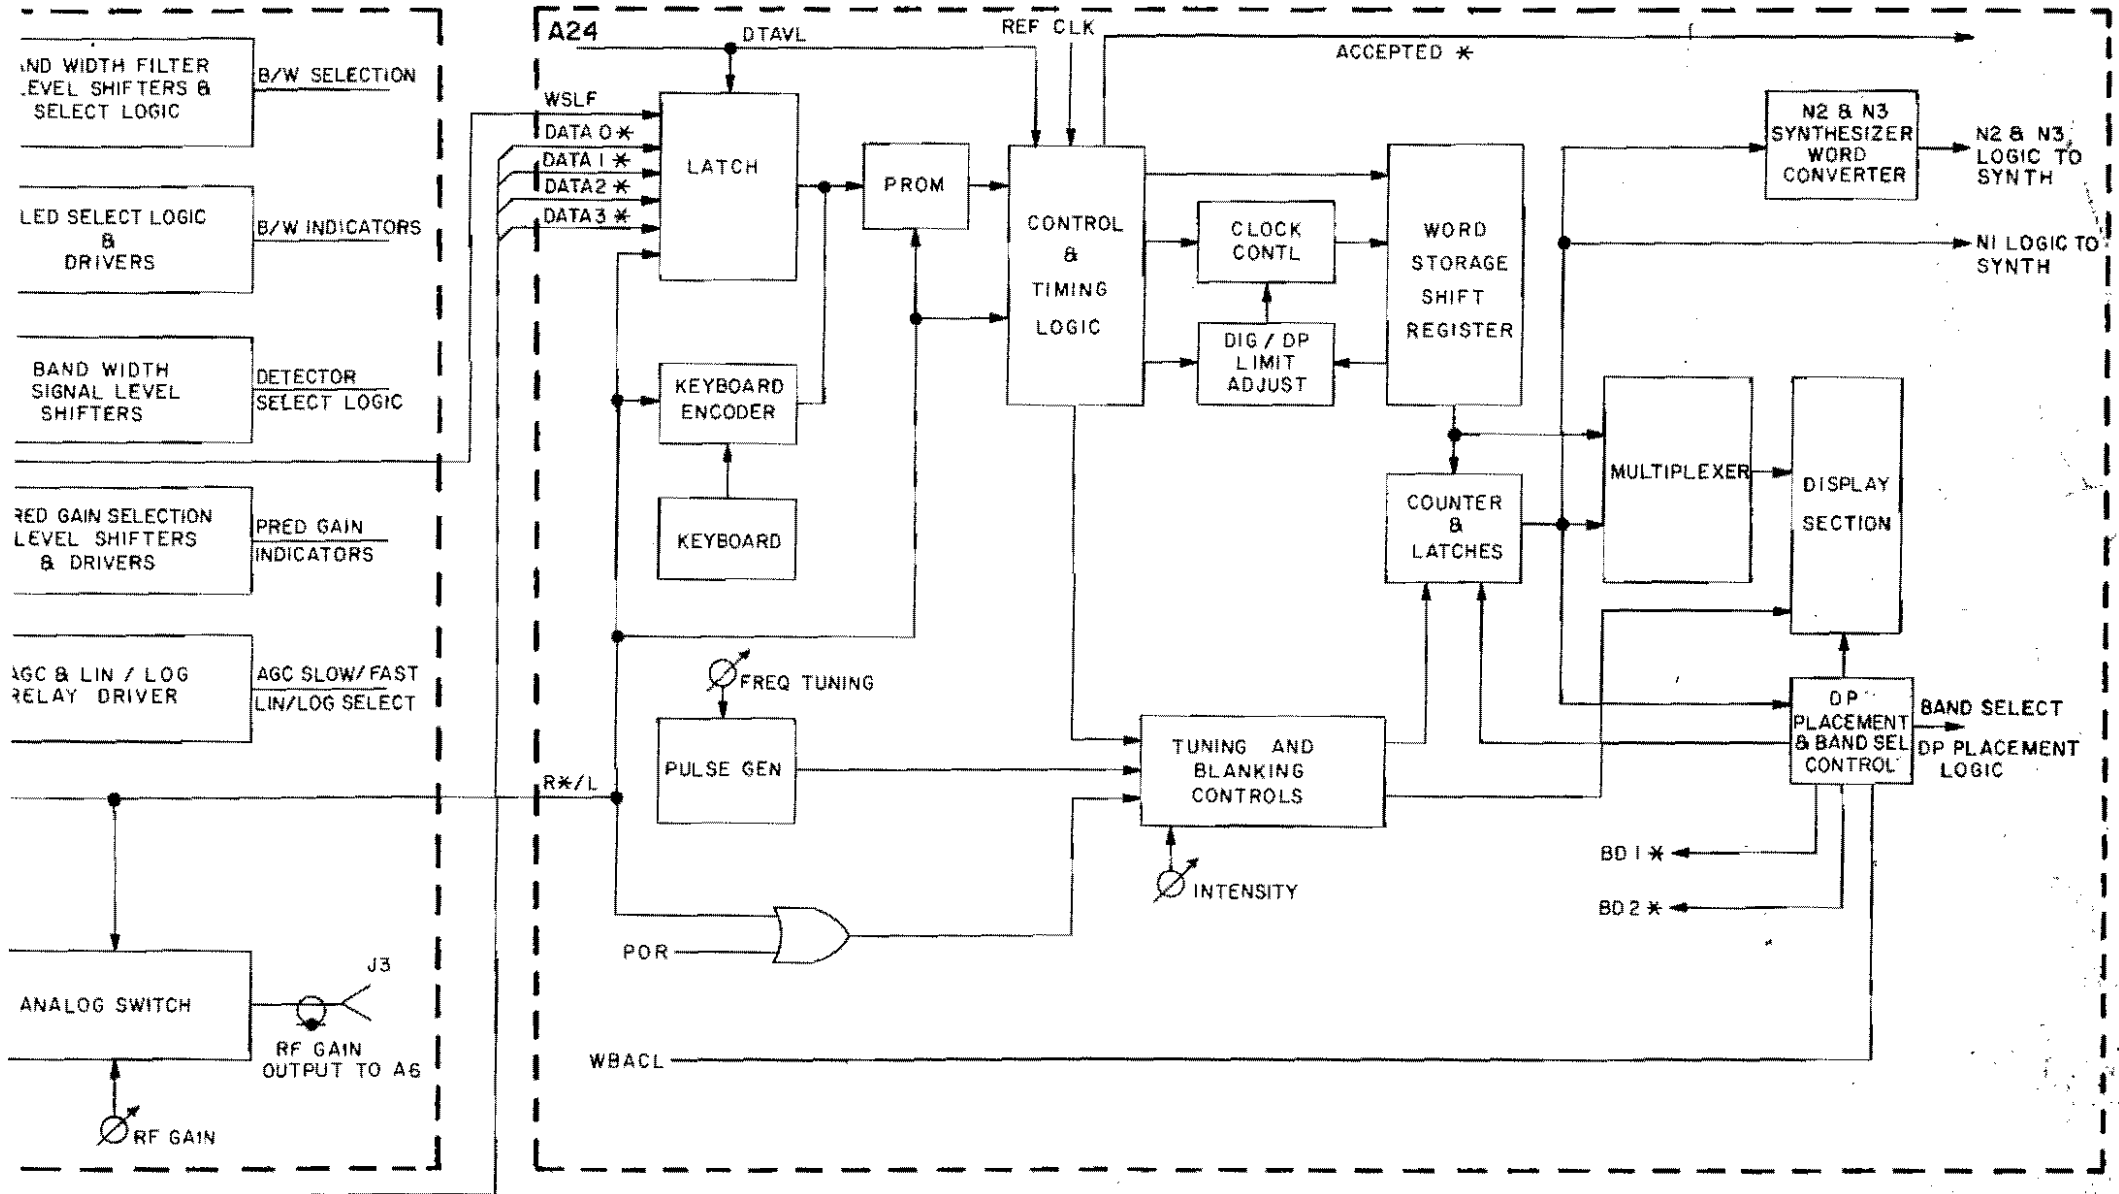 WIDTH FILTER
LEVEL SHIFTERS &
SELECT LOGIC
B/W SELECTION
LED SELECT LOGIC
&
DRIVERS
B/W INDICATORS
BAND WIDTH
SIGNAL LEVEL
SHIFTERS
DETECTOR
SELECT LOGIC
GAIN SELECTION
LEVEL SHIFTERS
& DRIVERS
PRED GAIN
INDICATORS
AGC & LIN / LOG
RELAY DRIVER
AGC SLOW/FAST
LIN/LOG SELECT
ANALOG SWITCH
J3
RF GAIN
OUTPUT TO A6
RF GAIN
A24
DTAVL
REF CLK
ACCEPTED *
WSLF
DATA 0 *
DATA 1 *
DATA2 *
DATA3 *
LATCH
PROM
CONTROL
&
TIMING
LOGIC
CLOCK
CONTL
DIG / DP
LIMIT
ADJUST
WORD
STORAGE
SHIFT
REGISTER
N2 & N3
SYNTHESIZER
WORD
CONVERTER
N2 & N3
LOGIC TO
SYNTH
N1 LOGIC TO
SYNTH
KEYBOARD
ENCODER
KEYBOARD
COUNTER
&
LATCHES
MULTIPLEXER
DISPLAY
SECTION
FREQ TUNING
PULSE GEN
R*/L
TUNING AND
BLANKING
CONTROLS
INTENSITY
DP
PLACEMENT
& BAND SEL
CONTROL
BAND SELECT
DP PLACEMENT
LOGIC
BD 1 *
BD 2 *
POR
WBACL